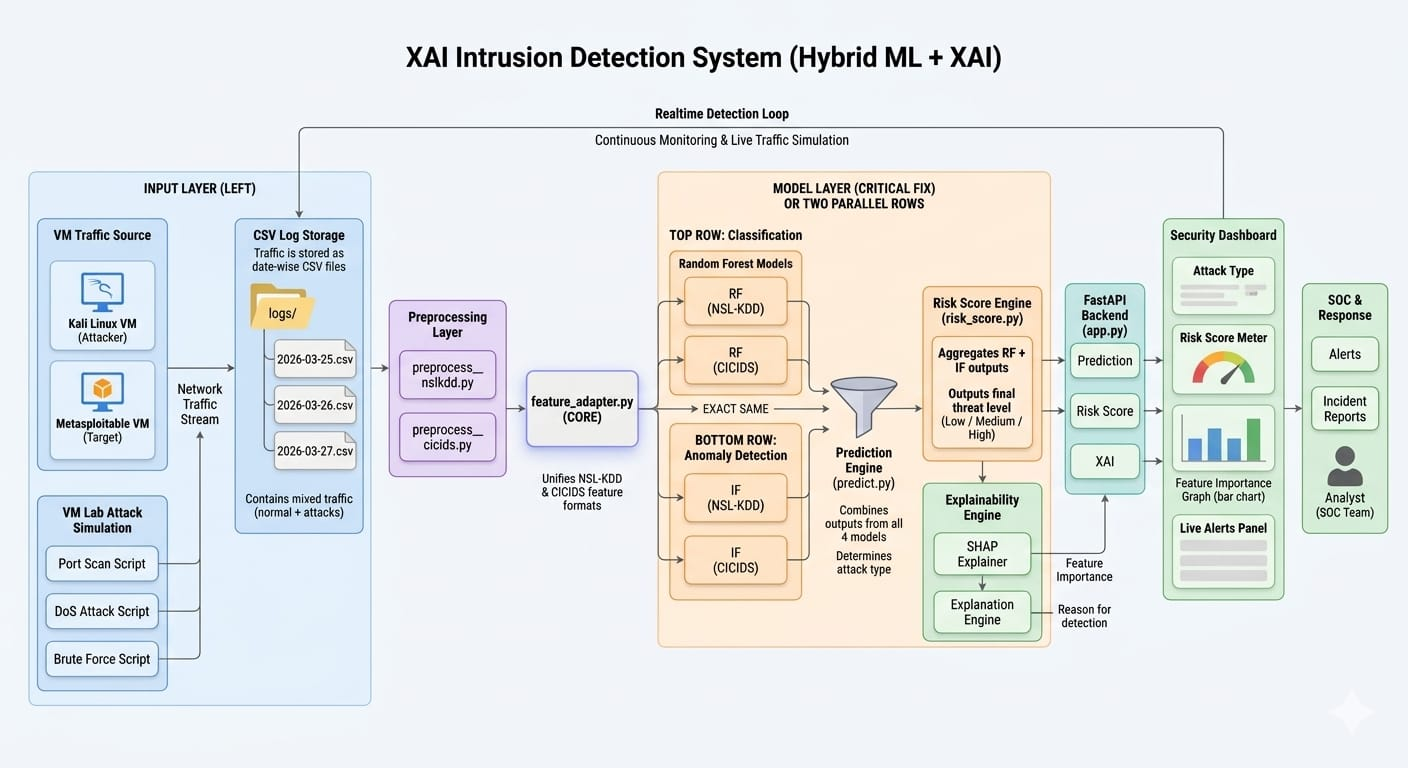 XAI Intrusion Detection System (Hybrid ML + XAI)
Realtime Detection Loop
Continuous Monitoring & Live Traffic Simulation
INPUT LAYER (LEFT)
VM Traffic Source
Kali Linux VM
(Attacker)
Metasploitable VM
(Target)
VM Lab Attack
Simulation
Port Scan Script
DoS Attack Script
Brute Force Script
Network
Traffic
Stream
CSV Log Storage
Traffic is stored as
date-wise CSV files
logs/
2026-03-25.csv
2026-03-26.csv
2026-03-27.csv
Contains mixed traffic
(normal + attacks)
Preprocessing
Layer
preprocess__
nslkdd.py
preprocess__
cicids.py
feature_adapter.py
(CORE)
Unifies NSL-KDD
& CICIDS feature
formats
MODEL LAYER (CRITICAL FIX)
OR TWO PARALLEL ROWS
TOP ROW: Classification
Random Forest Models
RF
(NSL-KDD)
RF
(CICIDS)
EXACT SAME
BOTTOM ROW:
Anomaly Detection
IF
(NSL-KDD)
IF
(CICIDS)
Prediction
Engine
(predict.py)
Combines
outputs from all
4 models
Determines
attack type
Risk Score Engine
(risk_score.py)
Aggregates RF +
IF outputs
Outputs final
threat level
(Low / Medium /
High)
Explainability
Engine
SHAP
Explainer
Explanation
Engine
Feature
Importance
Reason for
detection
FastAPI
Backend
(app.py)
Prediction
Risk Score
XAI
Security Dashboard
Attack Type
Risk Score Meter
Feature Importance
Graph (bar chart)
Live Alerts Panel
SOC &
Response
Alerts
Incident
Reports
Analyst
(SOC Team)